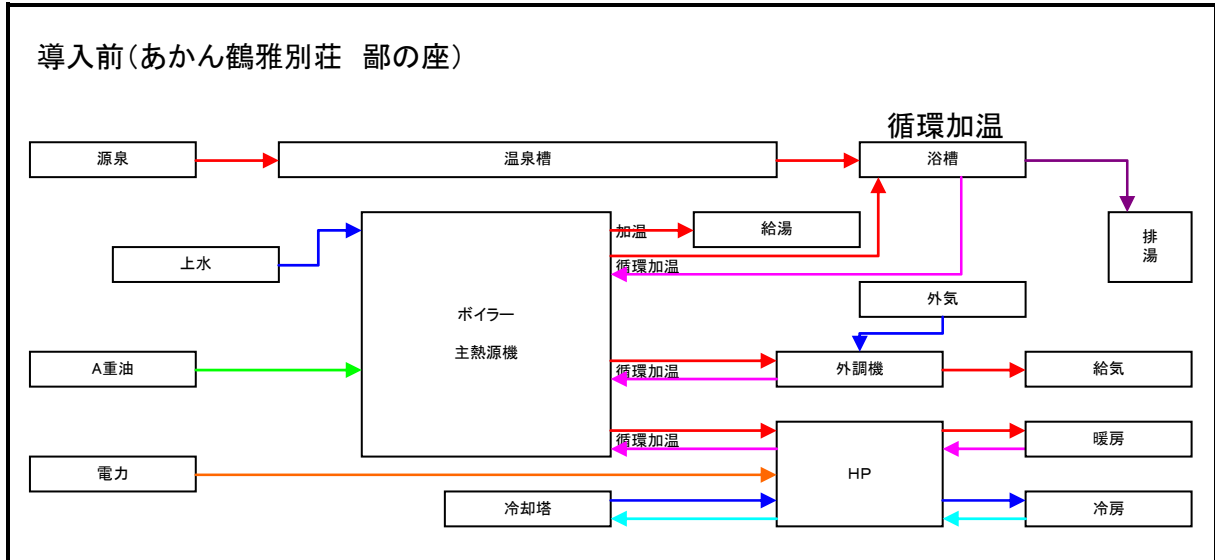 導入前(あかん鶴雅別荘　鄙の座)
循環加温
源泉
温泉槽
浴槽
加温
給湯
排
湯
上水
循環加温
外気
ボイラー
主熱源機
A重油
循環加温
外調機
給気
循環加温
暖房
電力
HP
冷却塔
冷房